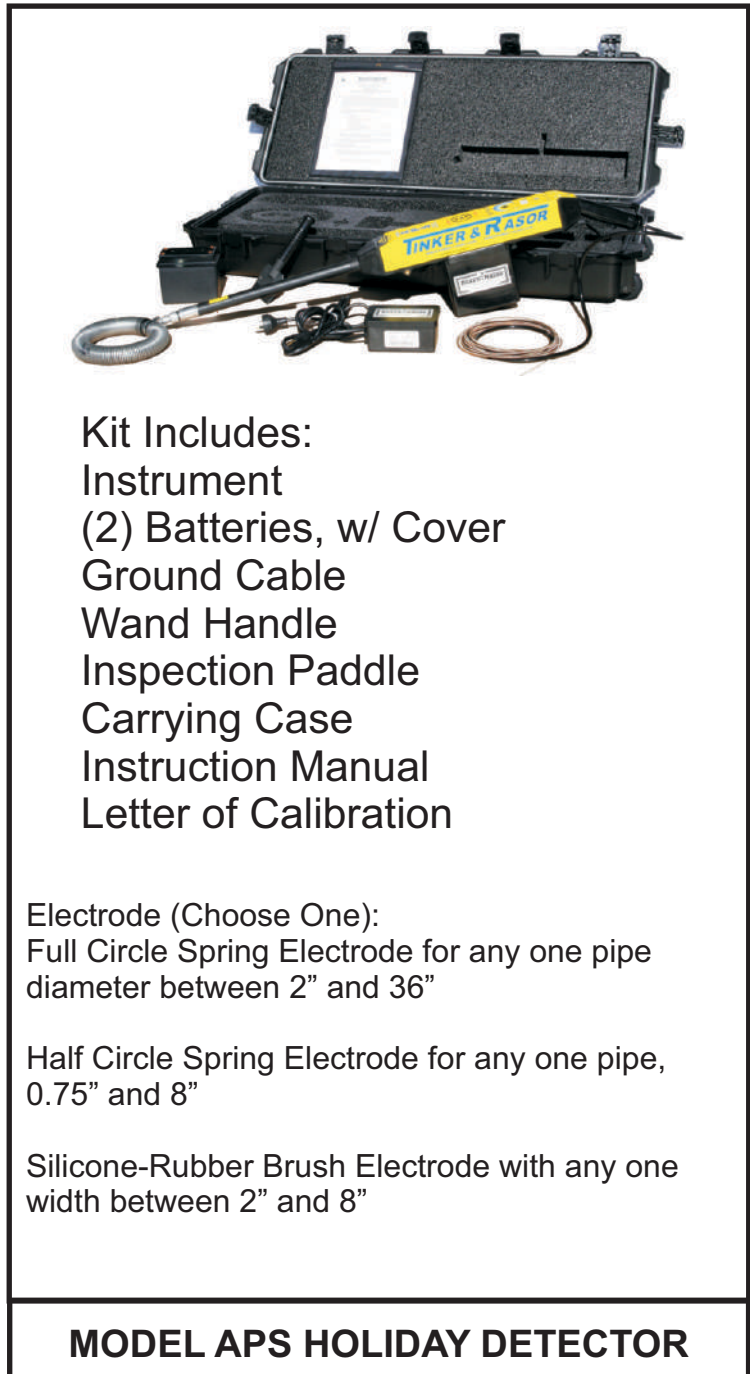 TINKER & RASOR
Kit Includes:
Instrument
(2) Batteries, w/ Cover
Ground Cable
Wand Handle
Inspection Paddle
Carrying Case
Instruction Manual
Letter of Calibration
Electrode (Choose One):
Full Circle Spring Electrode for any one pipe
diameter between 2” and 36”
Half Circle Spring Electrode for any one pipe,
0.75” and 8”
Silicone-Rubber Brush Electrode with any one
width between 2” and 8”
MODEL APS HOLIDAY DETECTOR